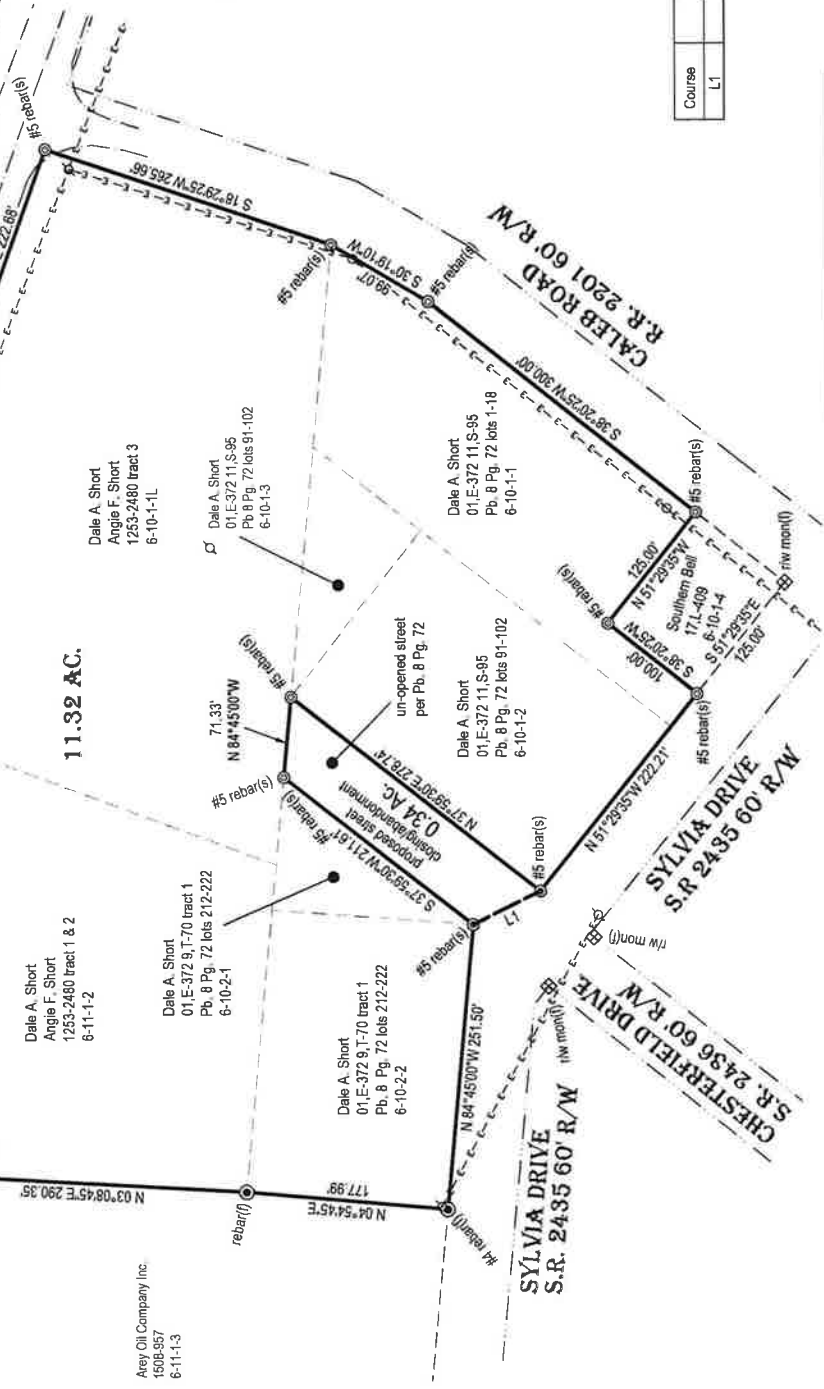 222.68'
#5 rebar(s)
S 18°29'25"W 265.66'
Course
L1
Dale A. Short
Angie F. Short
1253-2480 tract 3
6-10-1-1L
#5 rebar(s)
S 30°19'10"W
99.07'
#5 rebar(s)
CALEB ROAD
R.R. 2201 60' R/W
Dale A. Short
01,E-372 11,S-95
Pb 8 Pg. 72 lots 91-102
6-10-1-3
Dale A. Short
01,E-372 11,S-95
Pb. 8 Pg. 72 lots 1-18
6-10-1-1
S 38°20'25"W 300.00'
#5 rebar(s)
11.32 AC.
71.33'
N 84°45'00"W
#5 rebar(s)
#5 rebar(s)
#5 rebar(s)
un-opened street
per Pb. 8 Pg. 72
Dale A. Short
01,E-372 11,S-95
Pb. 8 Pg. 72 lots 91-102
6-10-1-2
#5 rebar(s)
125.00'
N 51°29'35"W
S 38°20'25"W
100.00'
Southern Bell
17,L-409
6-10-1-4
S 51°29'35"E
125.00'
r/w mon(f)
#5 rebar(s)
N 37°59'30"E 278.74'
0.34 AC.
proposed street
closing/abandonment
S 37°59'30"W 211.61'
N 51°29'35"W 222.21'
#5 rebar(s)
L1
#5 rebar(s)
SYLVIA DRIVE
S.R 2435 60' R/W
Dale A. Short
Angie F. Short
1253-2480 tract 1 & 2
6-11-1-2
Dale A. Short
01,E-372 9,T-70 tract 1
Pb. 8 Pg. 72 lots 212-222
6-10-2-1
Dale A. Short
01,E-372 9,T-70 tract 1
Pb. 8 Pg. 72 lots 212-222
6-10-2-2
N 84°45'00"W 251.50'
r/w mon(f)
r/w mon(f)
CHESTERFIELD DRIVE
S.R. 2436 60' R/W
N 03°08'45"E 290.35'
rebar(f)
N 04°54'45"E
177.99'
#4 rebar(f)
SYLVIA DRIVE
S.R. 2435 60' R/W
Arey Oil Company Inc.
150B-957
6-11-1-3